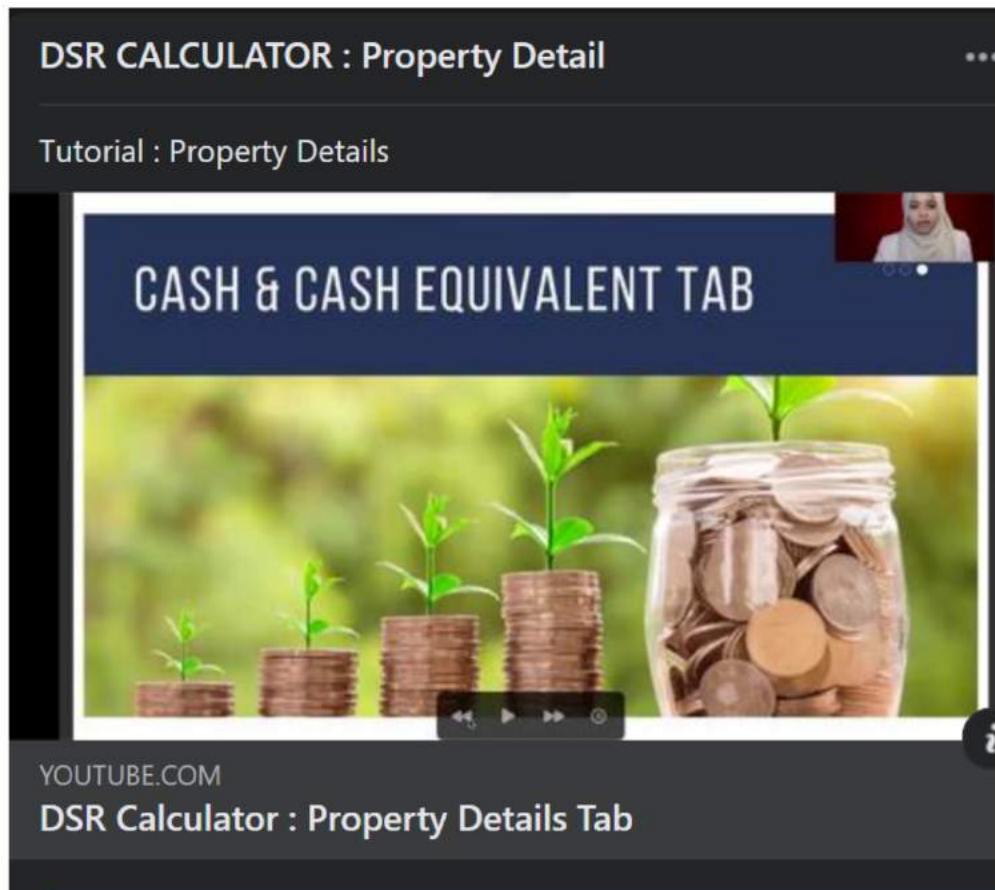 DSR CALCULATOR : Property Detail
Tutorial : Property Details
CASH & CASH EQUIVALENT TAB
YOUTUBE.COM
DSR Calculator : Property Details Tab